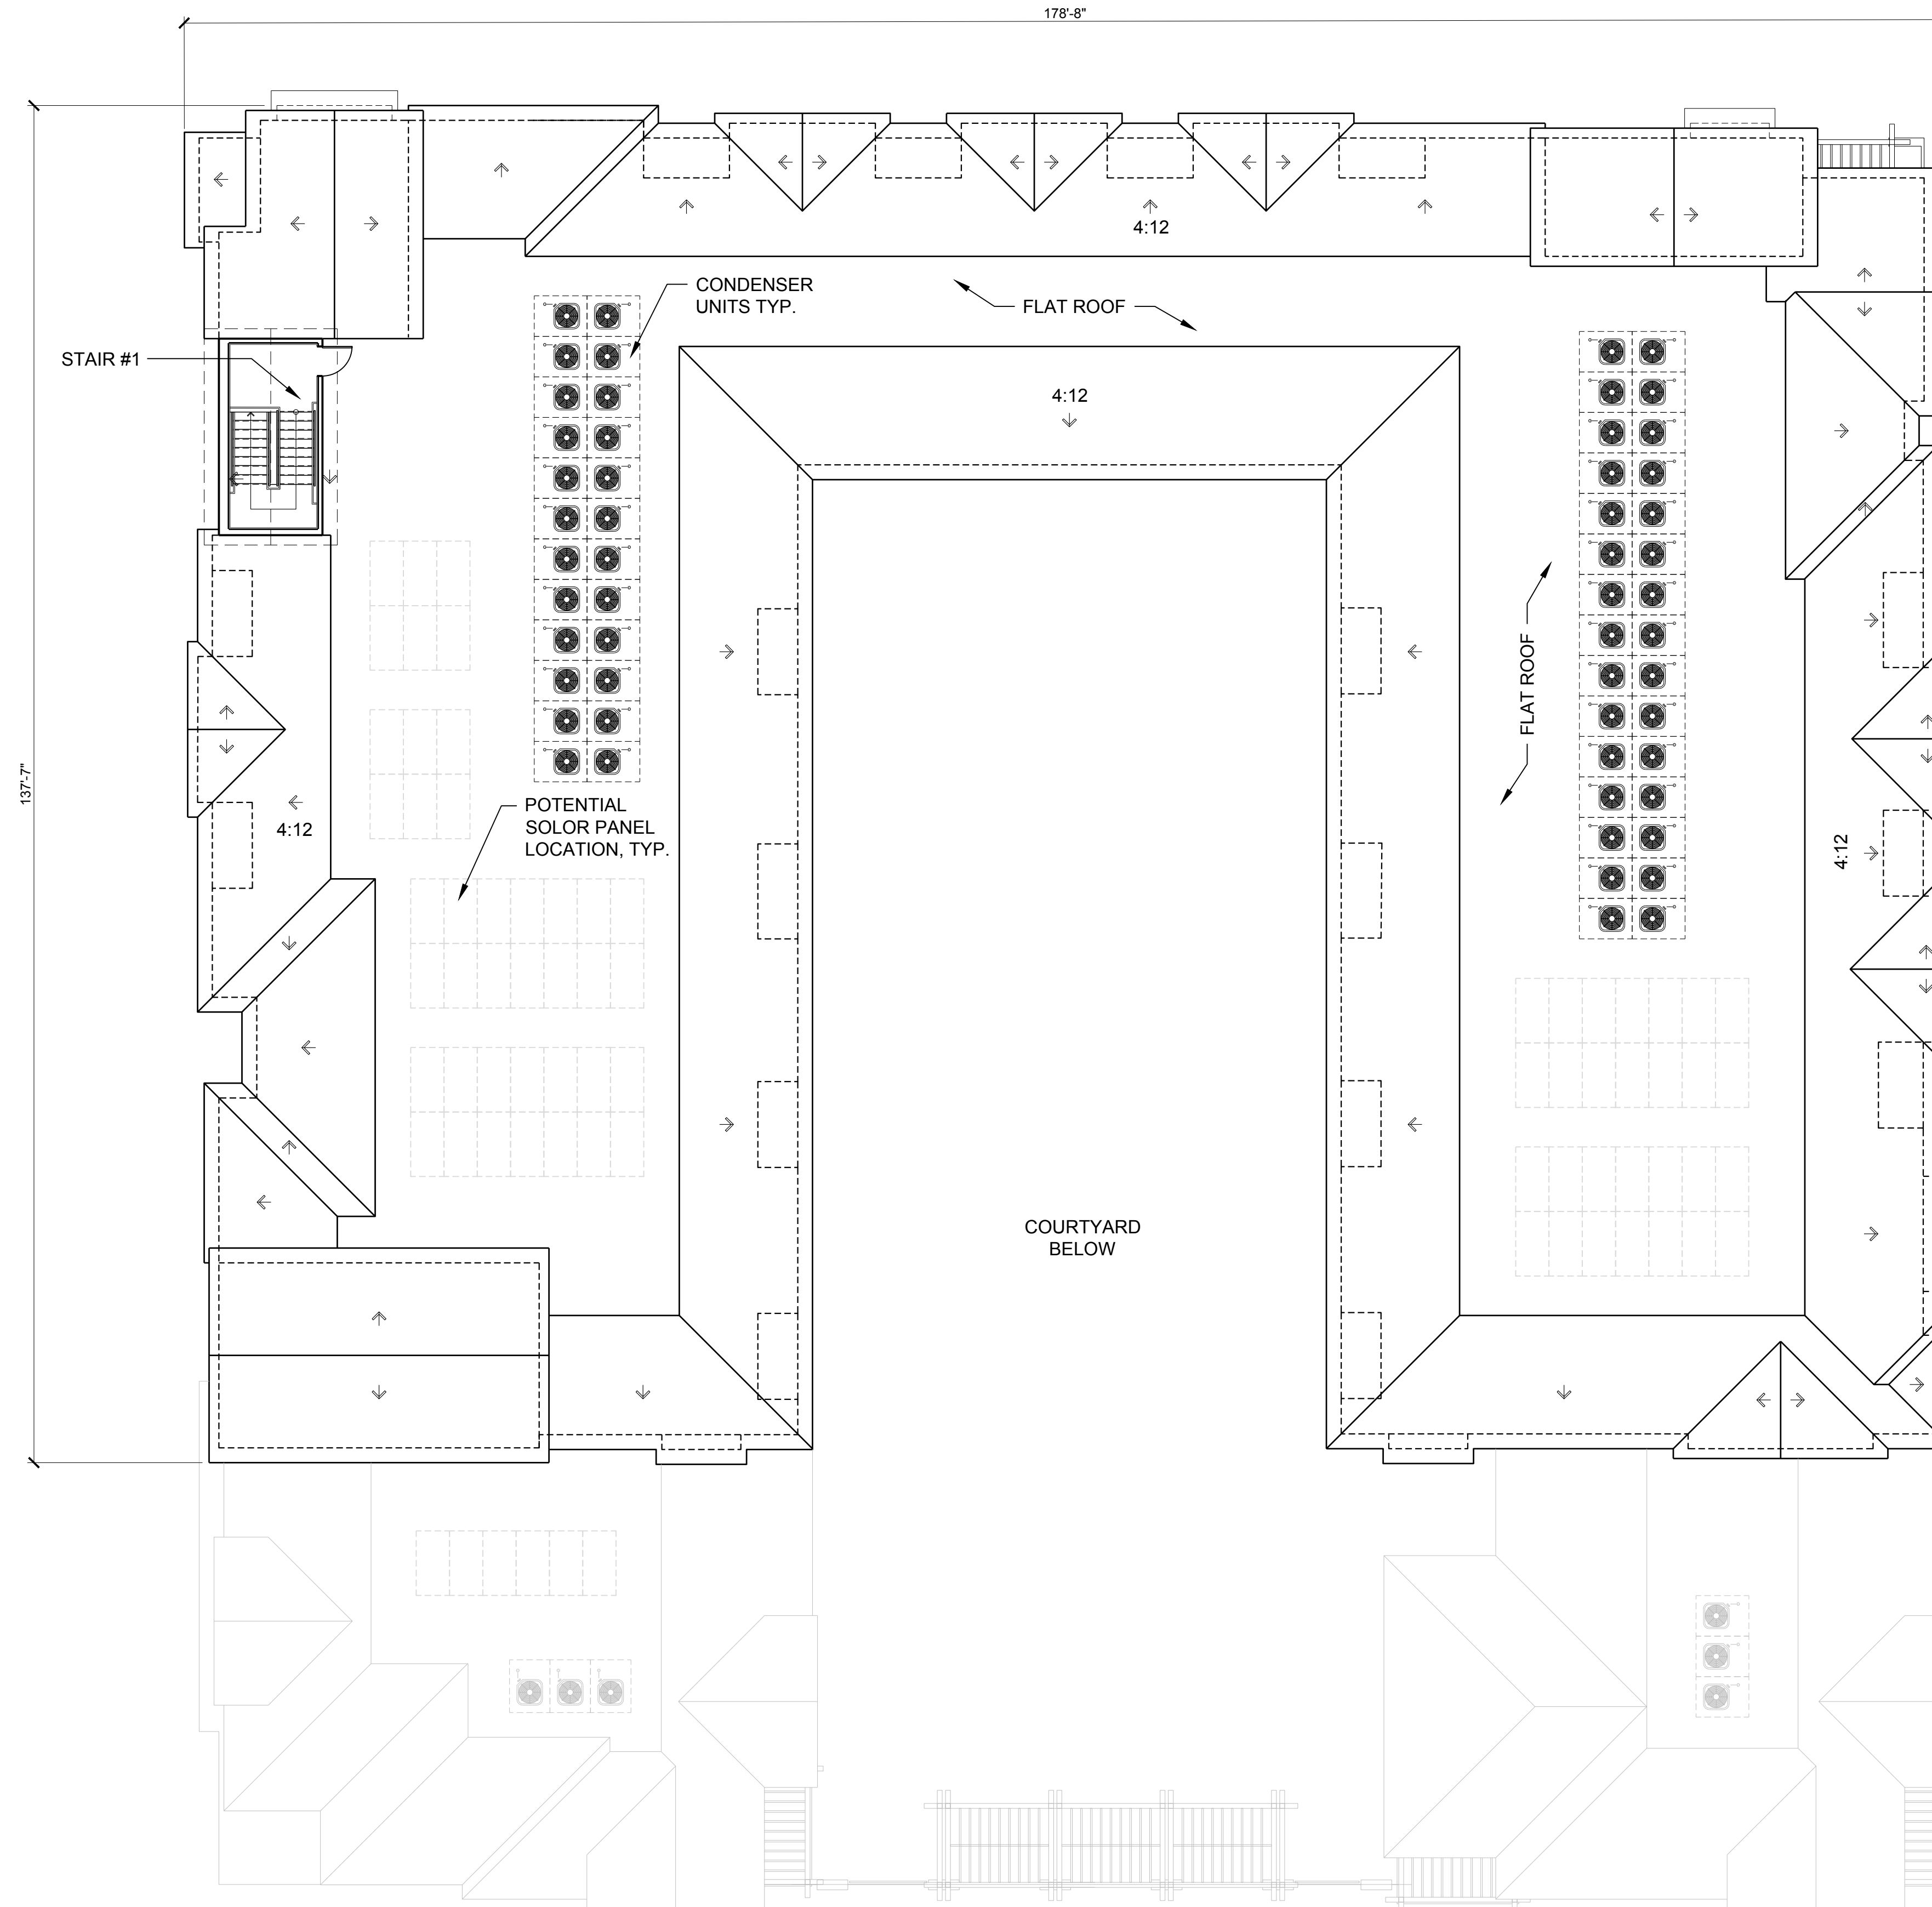 178'-8"
CONDENSER
UNITS TYP.
FLAT ROOF
4:12
STAIR #1
4:12
137'-7"
POTENTIAL
SOLOR PANEL
LOCATION, TYP.
4:12
FLAT ROOF
4:12
COURTYARD
BELOW